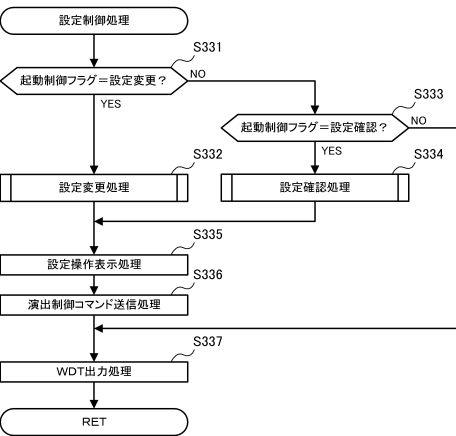 設定制御処理
S331
起動制御フラグ＝設定変更？
NO
YES
S333
起動制御フラグ＝設定確認？
NO
YES
S332
設定変更処理
S334
設定確認処理
S335
設定操作表示処理
S336
演出制御コマンド送信処理
S337
WDT出力処理
RET